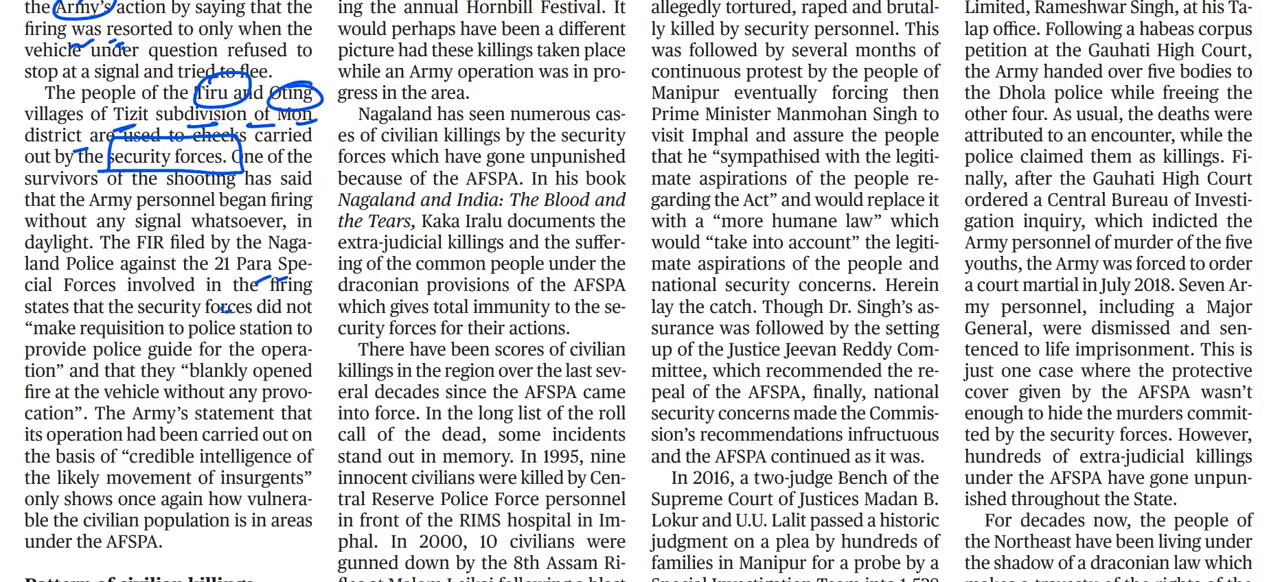 the Army's action by saying that the
firing was resorted to only when the
vehicle under question refused to
stop at a signal and tried to flee.
The people of the Tiru and Oting
villages of Tizit subdivision of Mon
district are used to checks carried
out by the security forces. One of the
survivors of the shooting has said
that the Army personnel began firing
without any signal whatsoever, in
daylight. The FIR filed by the Naga-
land Police against the 21 Para Spe-
cial Forces involved in the firing
states that the security forces did not
“make requisition to police station to
provide police guide for the opera-
tion” and that they “blankly opened
fire at the vehicle without any provo-
cation”. The Army's statement that
its operation had been carried out on
the basis of “credible intelligence of
the likely movement of insurgents”
only shows once again how vulnera-
ble the civilian population is in areas
under the AFSPA.
Pattern of civilian killings
ing the annual Hornbill Festival. It
would perhaps have been a different
picture had these killings taken place
while an Army operation was in pro-
gress in the area.
Nagaland has seen numerous cas-
es of civilian killings by the security
forces which have gone unpunished
because of the AFSPA. In his book
Nagaland and India: The Blood and
the Tears, Kaka Iralu documents the
extra-judicial killings and the suffer-
ing of the common people under the
draconian provisions of the AFSPA
which gives total immunity to the se-
curity forces for their actions.
There have been scores of civilian
killings in the region over the last sev-
eral decades since the AFSPA came
into force. In the long list of the roll
call of the dead, some incidents
stand out in memory. In 1995, nine
innocent civilians were killed by Cen-
tral Reserve Police Force personnel
in front of the RIMS hospital in Im-
phal. In 2000, 10 civilians were
gunned down by the 8th Assam Ri-
fles at Malom Leikai following a blast
allegedly tortured, raped and brutal-
ly killed by security personnel. This
was followed by several months of
continuous protest by the people of
Manipur eventually forcing then
Prime Minister Manmohan Singh to
visit Imphal and assure the people
that he “sympathised with the legiti-
mate aspirations of the people re-
garding the Act” and would replace it
with a “more humane law” which
would “take into account” the legiti-
mate aspirations of the people and
national security concerns. Herein
lay the catch. Though Dr. Singh's as-
surance was followed by the setting
up of the Justice Jeevan Reddy Com-
mittee, which recommended the re-
peal of the AFSPA, finally, national
security concerns made the Commis-
sion's recommendations infructuous
and the AFSPA continued as it was.
In 2016, a two-judge Bench of the
Supreme Court of Justices Madan B.
Lokur and U.U. Lalit passed a historic
judgment on a plea by hundreds of
families in Manipur for a probe by a
Special Investigation Team into 1,528
Limited, Rameshwar Singh, at his Ta-
lap office. Following a habeas corpus
petition at the Gauhati High Court,
the Army handed over five bodies to
the Dhola police while freeing the
other four. As usual, the deaths were
attributed to an encounter, while the
police claimed them as killings. Fi-
nally, after the Gauhati High Court
ordered a Central Bureau of Investi-
gation inquiry, which indicted the
Army personnel of murder of the five
youths, the Army was forced to order
a court martial in July 2018. Seven Ar-
my personnel, including a Major
General, were dismissed and sen-
tenced to life imprisonment. This is
just one case where the protective
cover given by the AFSPA wasn't
enough to hide the murders commit-
ted by the security forces. However,
hundreds of extra-judicial killings
under the AFSPA have gone unpun-
ished throughout the State.
For decades now, the people of
the Northeast have been living under
the shadow of a draconian law which
makes a travesty of the rights of the